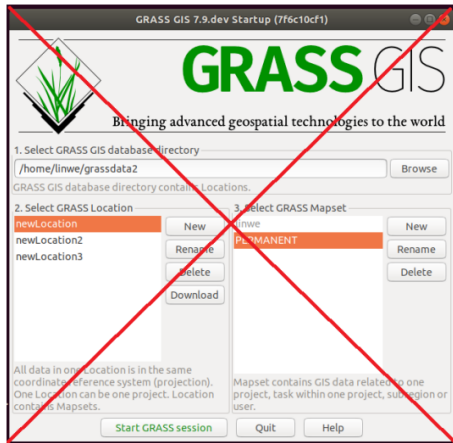 GRASS GIS 7.9.dev Startup (7f6c10cf1)
GRASS GIS
Bringing advanced geospatial technologies to the world
1. Select GRASS GIS database directory
/home/linwe/grassdata2
Browse
GRASS GIS database directory contains Locations.
2. Select GRASS Location
newLocation
newLocation2
newLocation3
New
Rename
Delete
Download
All data in one Location is in the same
coordinate reference system (projection).
One Location can be one project. Location
contains Mapsets.
3. Select GRASS Mapset
linwe
PERMANENT
New
Rename
Delete
Mapset contains GIS data related to one
project, task within one project, subregion or
user.
Start GRASS session
Quit
Help